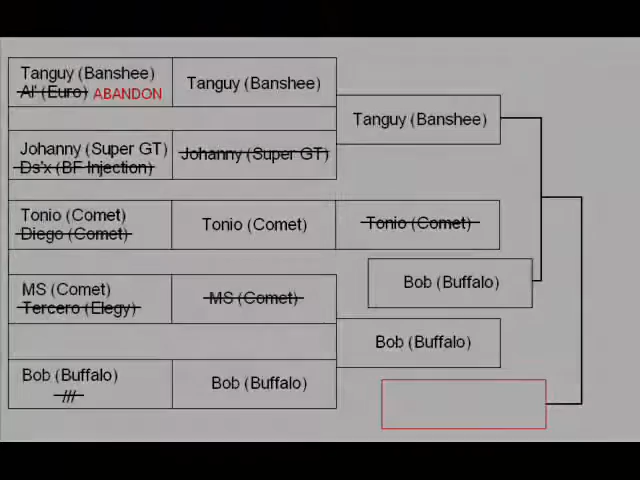 Tanguy (Banshee)
Al' (Euro) ABANDON
Tanguy (Banshee)
Tanguy (Banshee)
Johanny (Super GT)
Ds'x (BF Injection)
Johanny (Super GT)
Tonio (Comet)
Diego (Comet)
Tonio (Comet)
Tonio (Comet)
Bob (Buffalo)
MS (Comet)
Tercero (Elegy)
MS (Comet)
Bob (Buffalo)
Bob (Buffalo)
///
Bob (Buffalo)